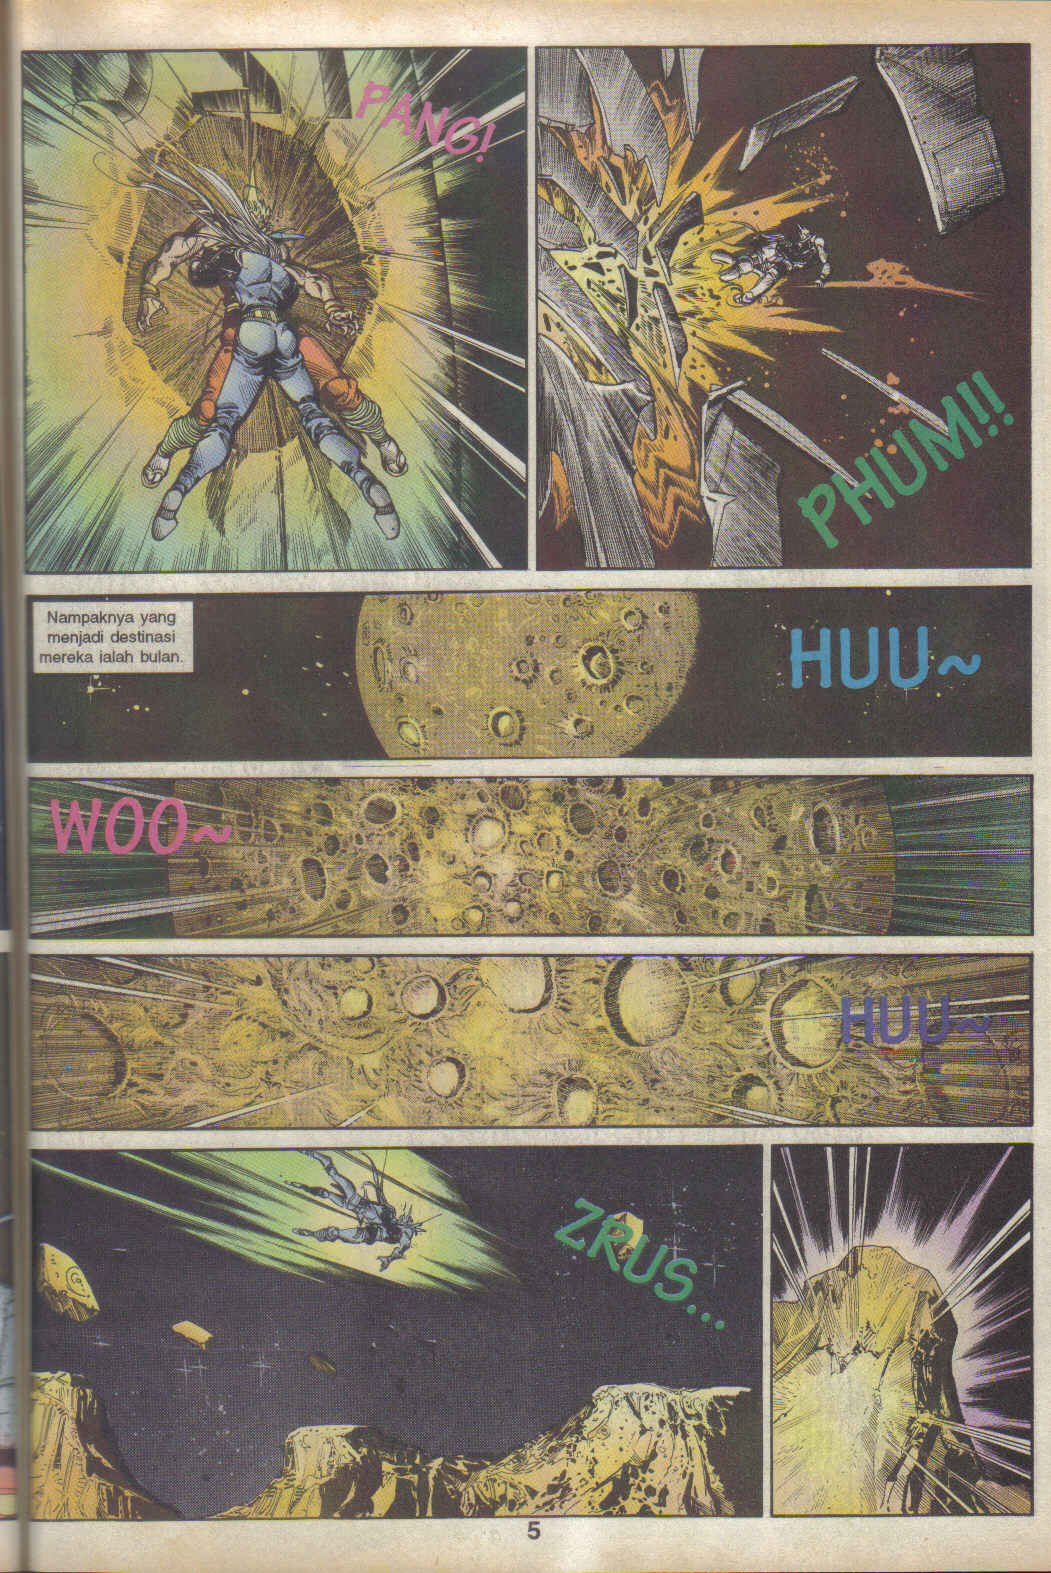 PANG!
PHUM!!
Nampaknya yang
menjadi destinasi
mereka ialah bulan.
HUU~
WOO~
HUU~
ZRUS...
5